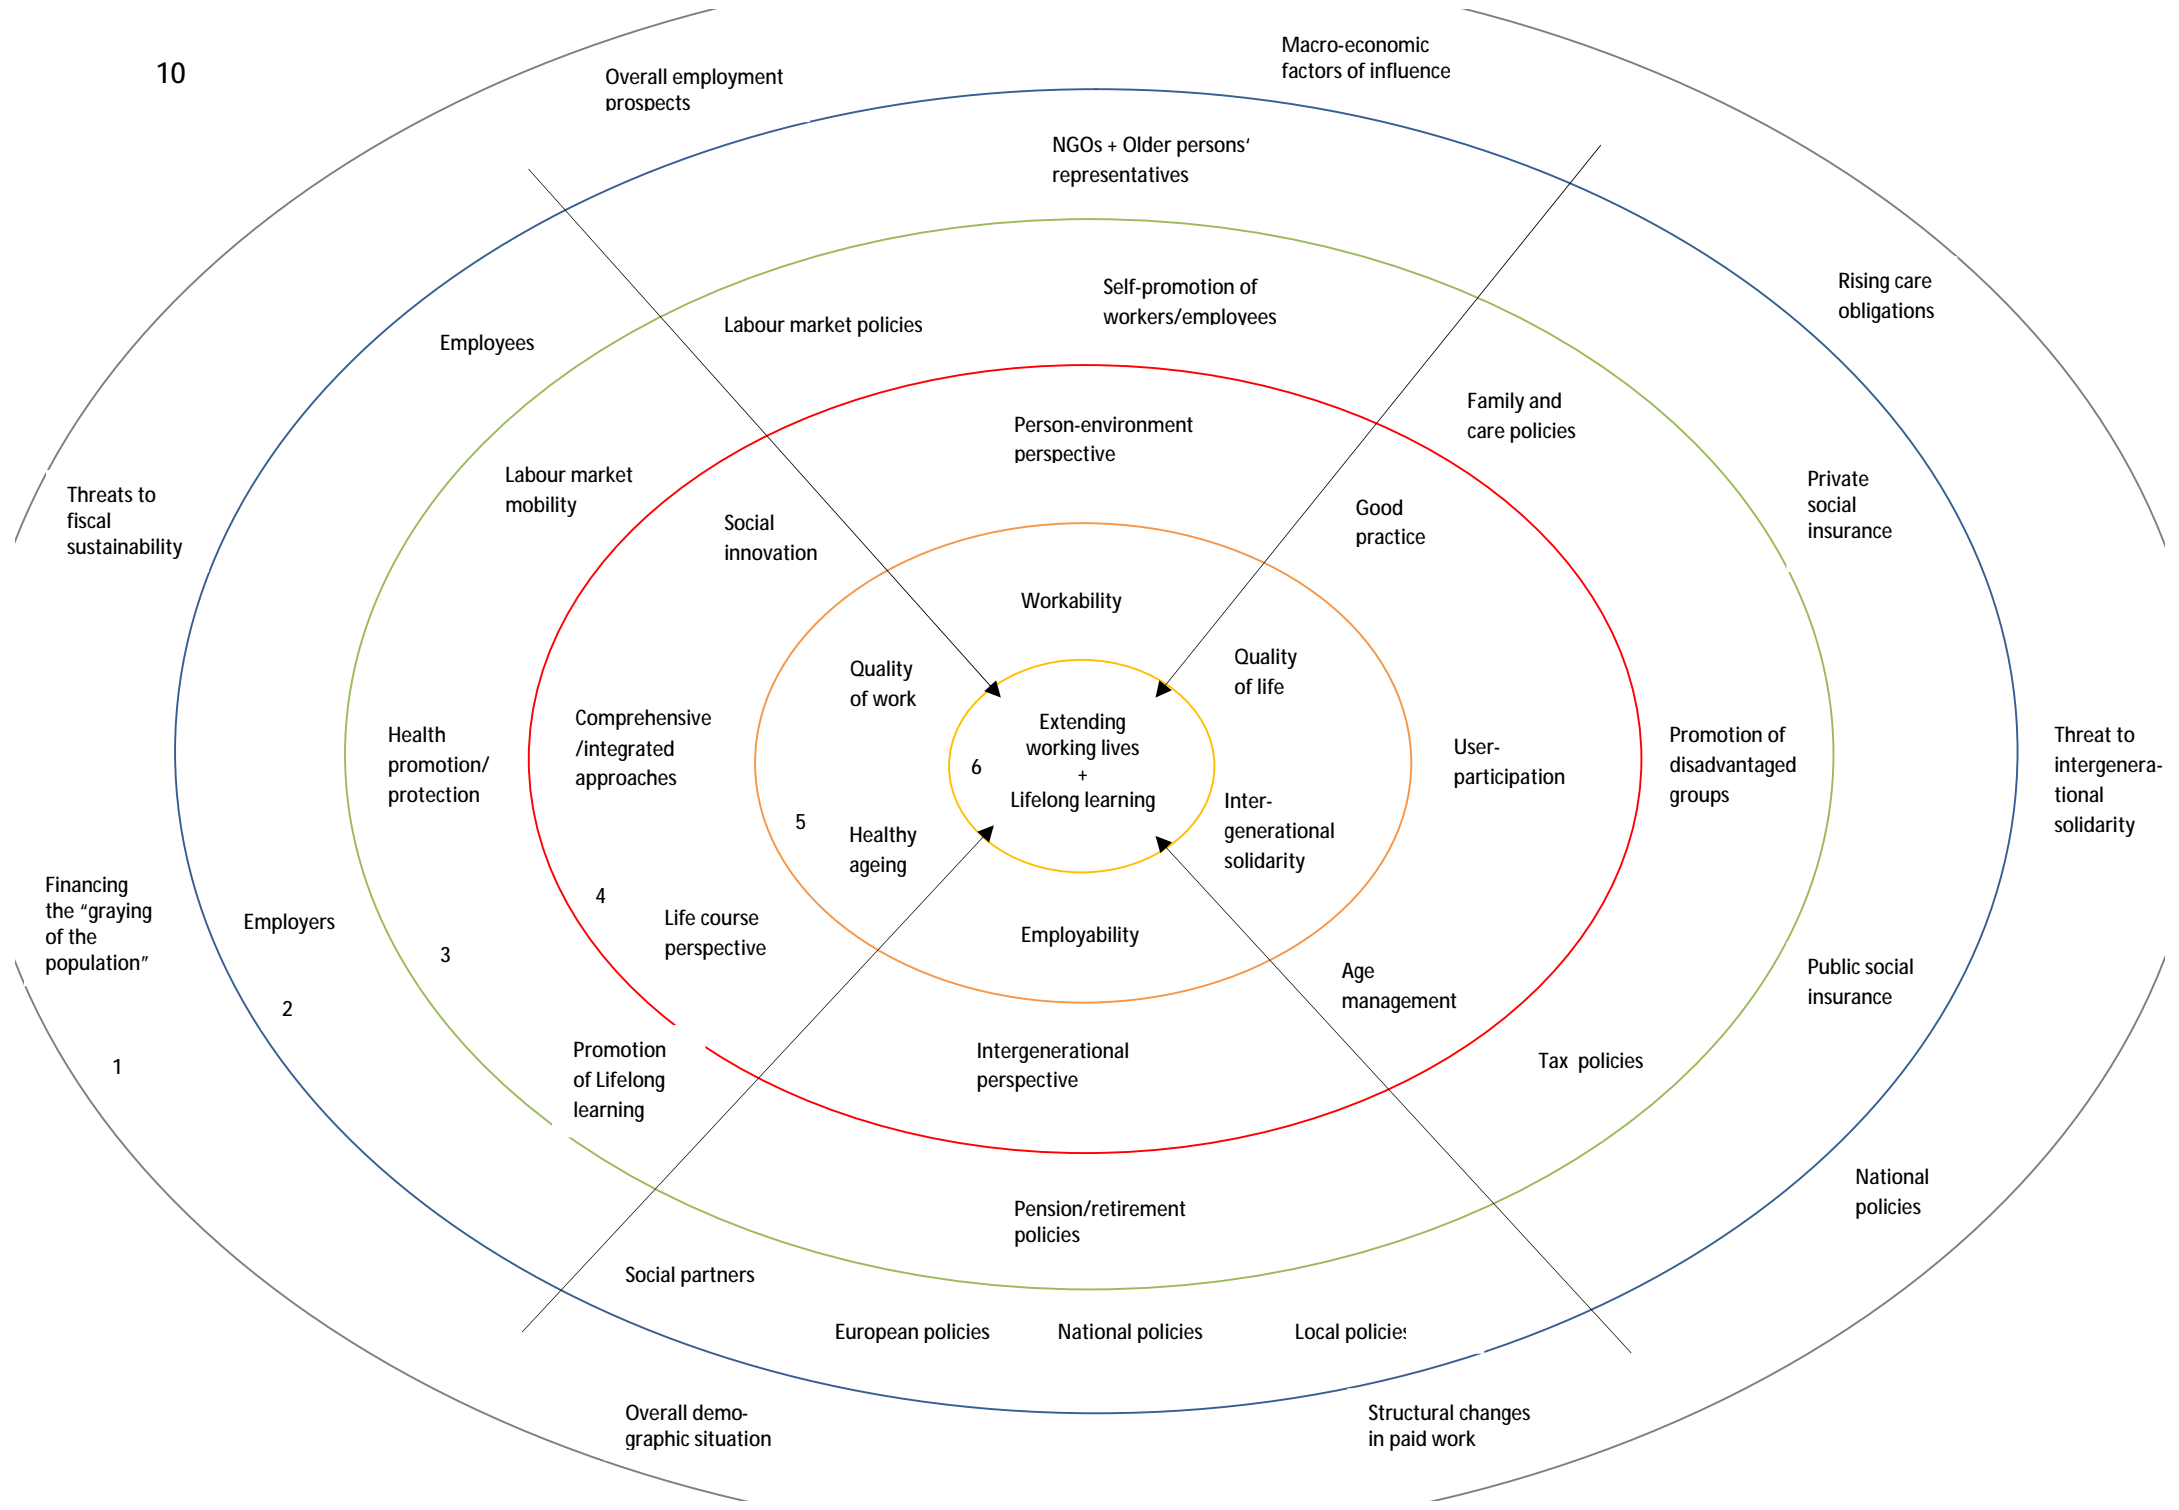 10
Overall employment
prospects
Macro-economic
factors of influence
NGOs + Older persons‘
representatives
Rising care
obligations
Self-promotion of
workers/employees
Labour market policies
Employees
Family and
care policies
Person-environment
perspective
Labour market
mobility
Threats to
fiscal
sustainability
Social
innovation
Good
practice
Private
social
insurance
Workability
Quality
of work
Quality
of life
Comprehensive
/integrated
approaches
Health
promotion/
protection
6
Extending
working lives
+
Lifelong learning
User-
participation
Promotion of
disadvantaged
groups
Threat to
intergenera-
tional
solidarity
5
Healthy
ageing
Inter-
generational
solidarity
Financing
the “graying
of the
population”
4
Employers
Life course
perspective
Employability
3
Age
management
Public social
insurance
2
1
Promotion
of Lifelong
learning
Intergenerational
perspective
Tax policies
National
policies
Pension/retirement
policies
Social partners
European policies
National policies
Local policies
Overall demo-
graphic situation
Structural changes
in paid work